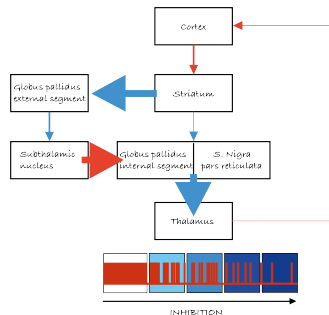 Cortex
Globus pallidus
external segment
Striatum
Subthalamic
nucleus
Globus pallidus
internal segment
S. Nigra
pars reticulata
Thalamus
INHIBITION